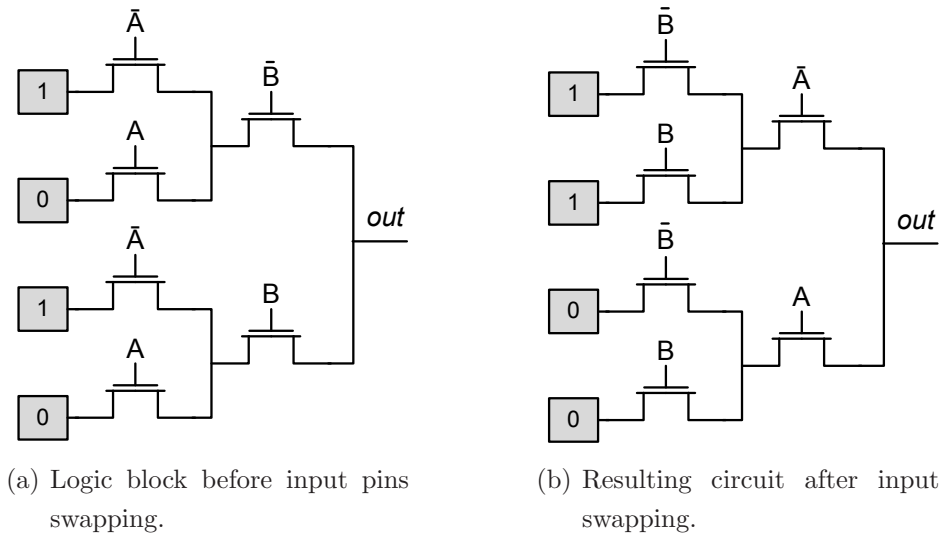 Ā
B̄
1
A
0
Ā
out
1
B
A
0
B̄
Ā
1
B
1
B̄
out
0
A
B
0
(a) Logic block before input pins
swapping.
(b) Resulting circuit after input
swapping.